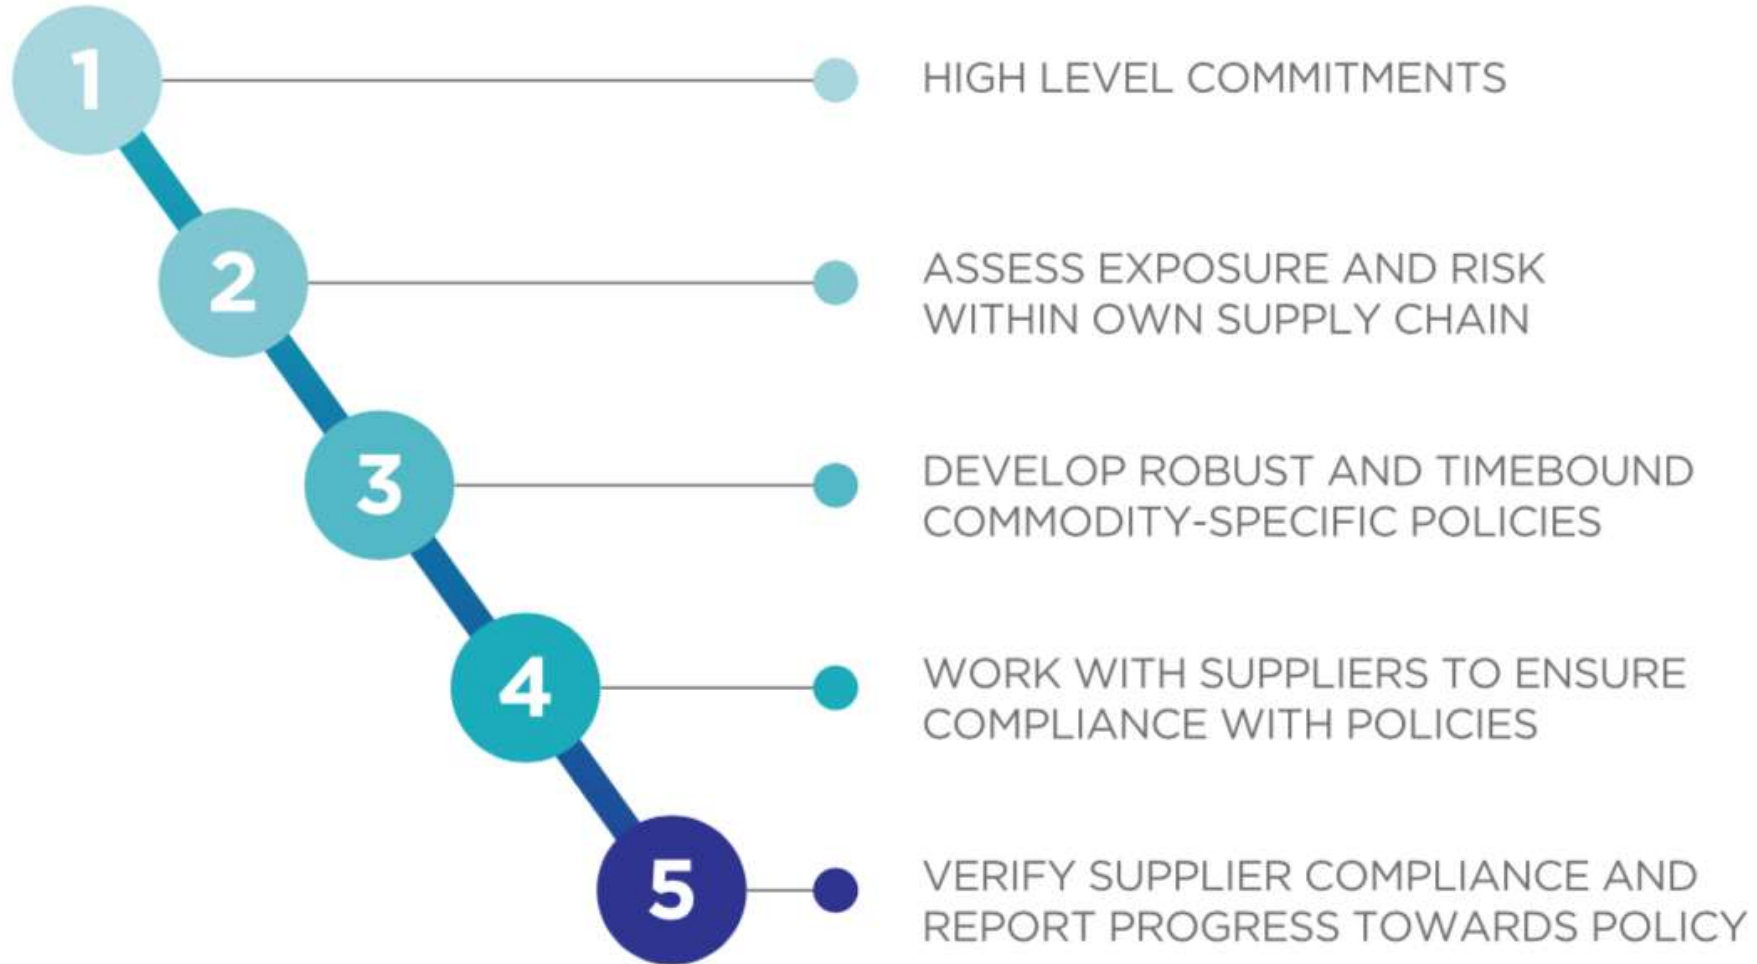 1
HIGH LEVEL COMMITMENTS
2
ASSESS EXPOSURE AND RISK
WITHIN OWN SUPPLY CHAIN
3
DEVELOP ROBUST AND TIMEBOUND
COMMODITY-SPECIFIC POLICIES
4
WORK WITH SUPPLIERS TO ENSURE
COMPLIANCE WITH POLICIES
5
VERIFY SUPPLIER COMPLIANCE AND
REPORT PROGRESS TOWARDS POLICY